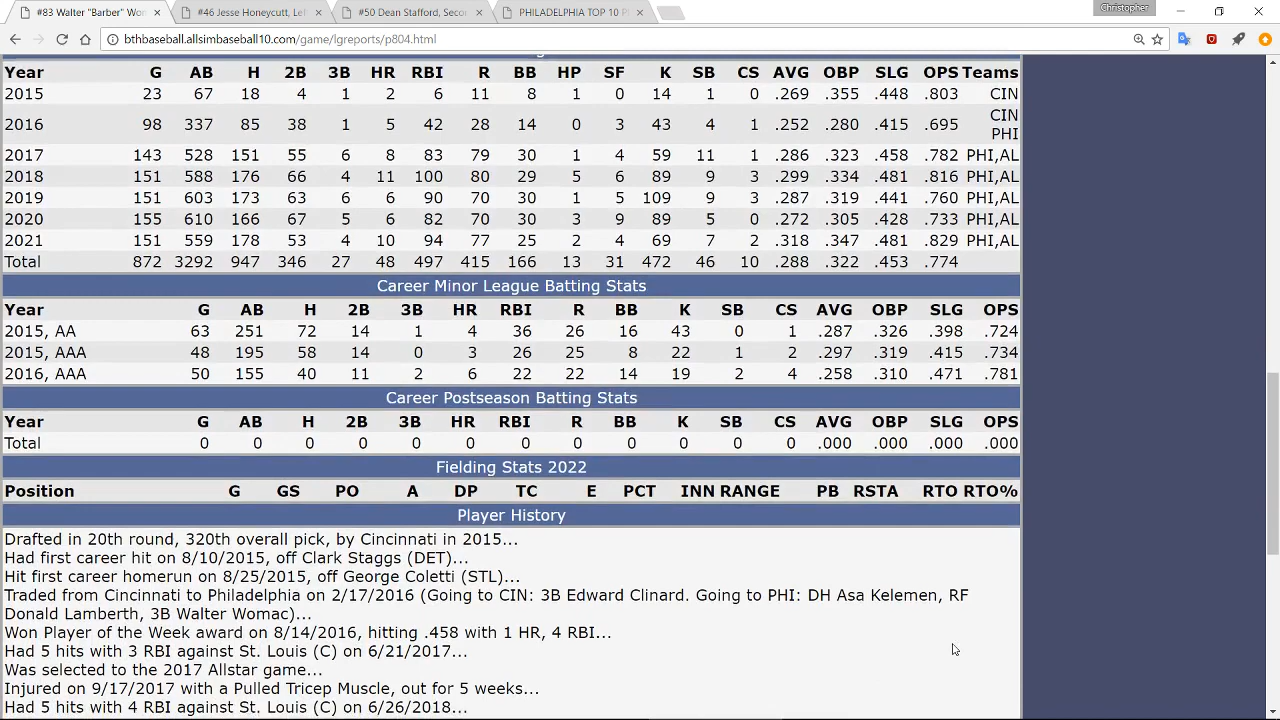 #83 Walter "Barber" Wo
#46 Jesse Honeycutt, Le
#50 Dean Stafford, Seco
PHILADELPHIA TOP 10 P
Christopher
bthbaseball.allsimbaseball10.com/game/lgreports/p804.html
Year G AB H 2B 3B HR RBI R BB HP SF K SB CS AVG OBP SLG OPS Teams
2015 23 67 18 4 1 2 6 11 8 1 0 14 1 0 .269 .355 .448 .803 CIN
2016 98 337 85 38 1 5 42 28 14 0 3 43 4 1 .252 .280 .415 .695 CIN
PHI
2017 143 528 151 55 6 8 83 79 30 1 4 59 11 1 .286 .323 .458 .782 PHI,AL
2018 151 588 176 66 4 11 100 80 29 5 6 89 9 3 .299 .334 .481 .816 PHI,AL
2019 151 603 173 63 6 6 90 70 30 1 5 109 9 3 .287 .319 .441 .760 PHI,AL
2020 155 610 166 67 5 6 82 70 30 3 9 89 5 0 .272 .305 .428 .733 PHI,AL
2021 151 559 178 53 4 10 94 77 25 2 4 69 7 2 .318 .347 .481 .829 PHI,AL
Total 872 3292 947 346 27 48 497 415 166 13 31 472 46 10 .288 .322 .453 .774
Career Minor League Batting Stats
Year G AB H 2B 3B HR RBI R BB K SB CS AVG OBP SLG OPS
2015, AA 63 251 72 14 1 4 36 26 16 43 0 1 .287 .326 .398 .724
2015, AAA 48 195 58 14 0 3 26 25 8 22 1 2 .297 .319 .415 .734
2016, AAA 50 155 40 11 2 6 22 22 14 19 2 4 .258 .310 .471 .781
Career Postseason Batting Stats
Year G AB H 2B 3B HR RBI R BB K SB CS AVG OBP SLG OPS
Total 0 0 0 0 0 0 0 0 0 0 0 0 .000 .000 .000 .000
Fielding Stats 2022
Position G GS PO A DP TC E PCT INN RANGE PB RSTA RTO RTO%
Player History
Drafted in 20th round, 320th overall pick, by Cincinnati in 2015...
Had first career hit on 8/10/2015, off Clark Staggs (DET)...
Hit first career homerun on 8/25/2015, off George Coletti (STL)...
Traded from Cincinnati to Philadelphia on 2/17/2016 (Going to CIN: 3B Edward Clinard. Going to PHI: DH Asa Kelemen, RF
Donald Lamberth, 3B Walter Womac)...
Won Player of the Week award on 8/14/2016, hitting .458 with 1 HR, 4 RBI...
Had 5 hits with 3 RBI against St. Louis (C) on 6/21/2017...
Was selected to the 2017 Allstar game...
Injured on 9/17/2017 with a Pulled Tricep Muscle, out for 5 weeks...
Had 5 hits with 4 RBI against St. Louis (C) on 6/26/2018...